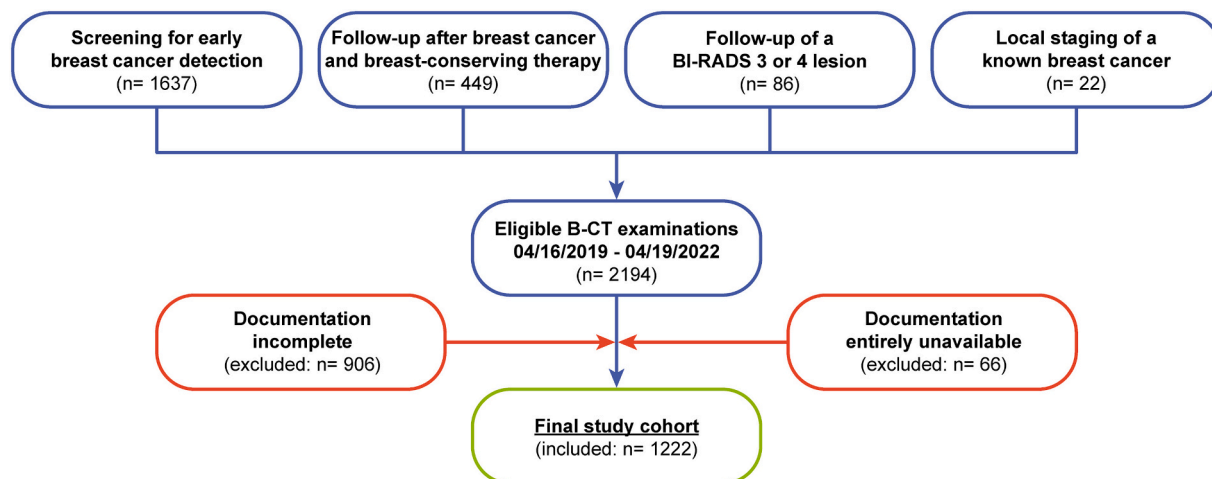 Screening for early
breast cancer detection
(n= 1637)
Follow-up after breast cancer
and breast-conserving therapy
(n= 449)
Follow-up of a
BI-RADS 3 or 4 lesion
(n= 86)
Local staging of a
known breast cancer
(n= 22)
Eligible B-CT examinations
04/16/2019 - 04/19/2022
(n= 2194)
Documentation
incomplete
(excluded: n= 906)
Documentation
entirely unavailable
(excluded: n= 66)
Final study cohort
(included: n= 1222)